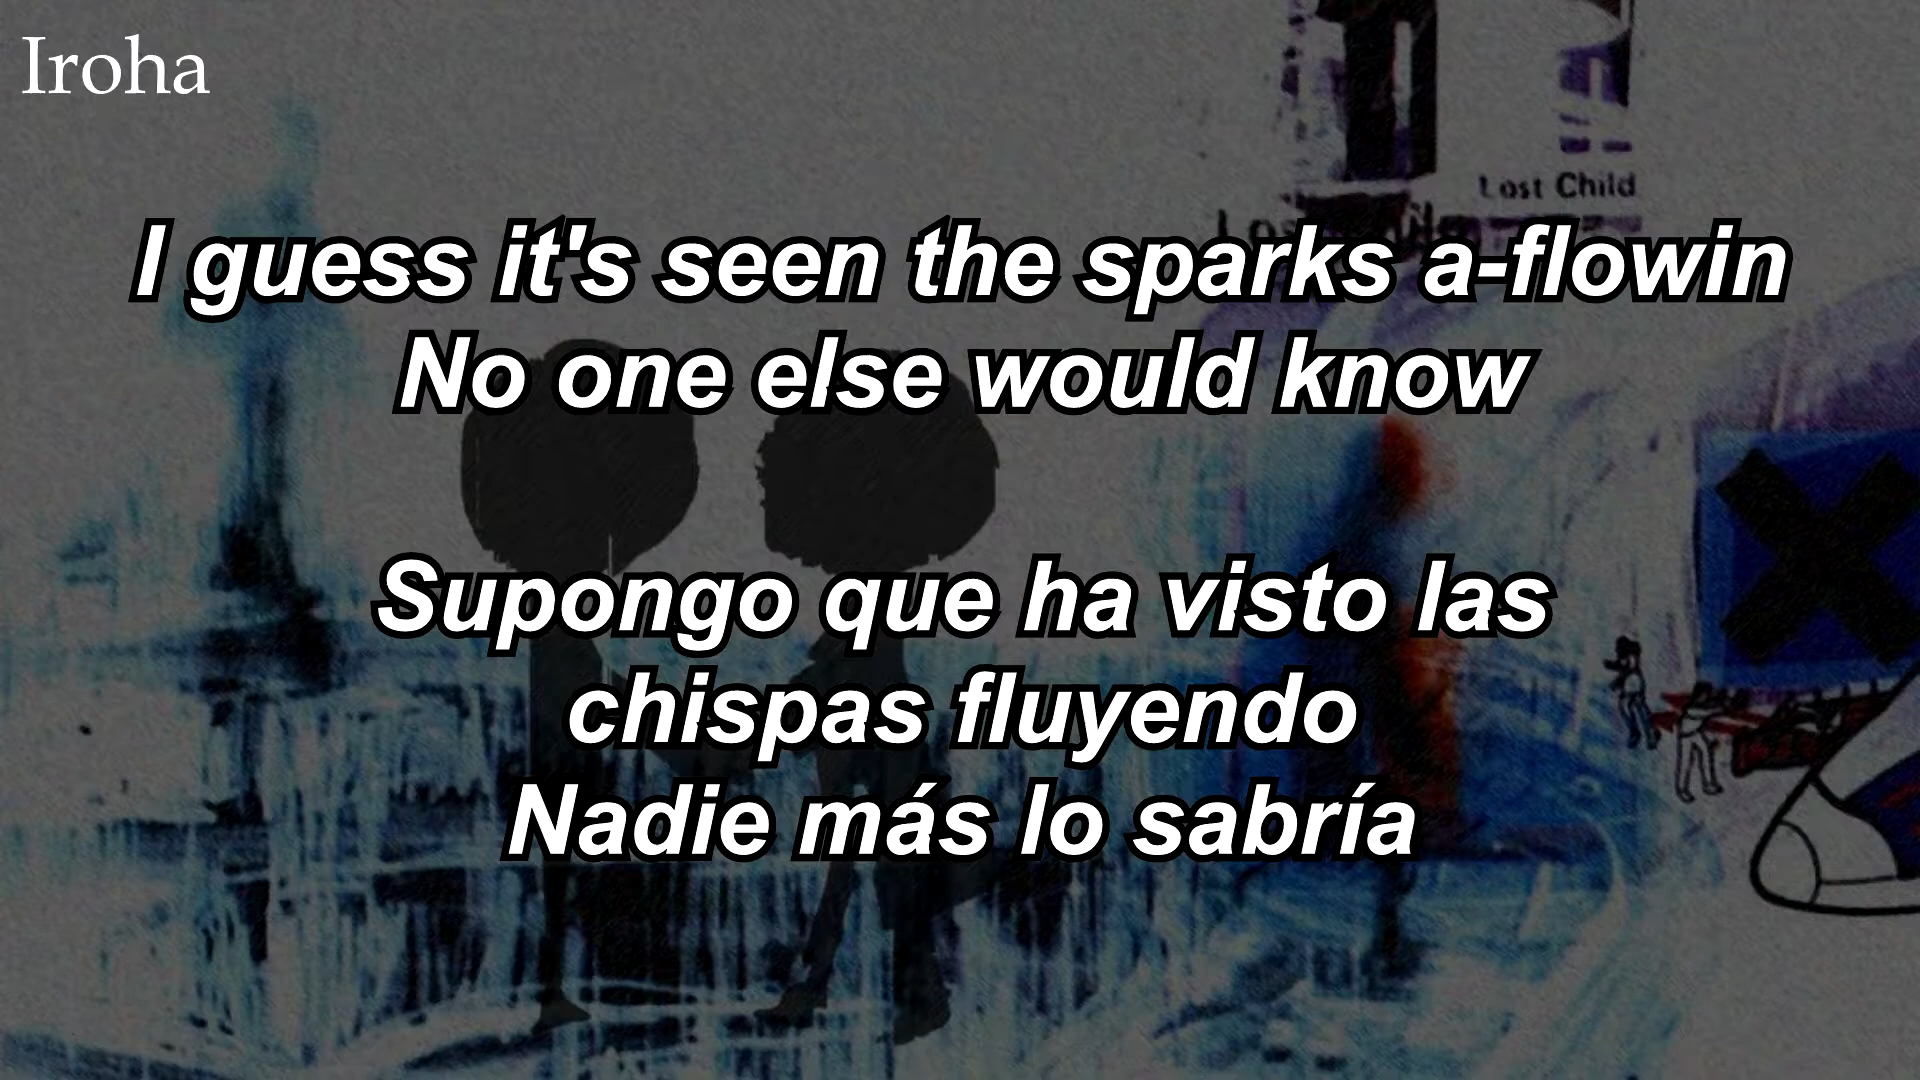 Iroha
Lost Child
I guess it's seen the sparks a-flowin
No one else would know
Supongo que ha visto las
chispas fluyendo
Nadie más lo sabría